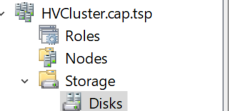 HVCluster.cap.tsp
Roles
Nodes
Storage
Disks